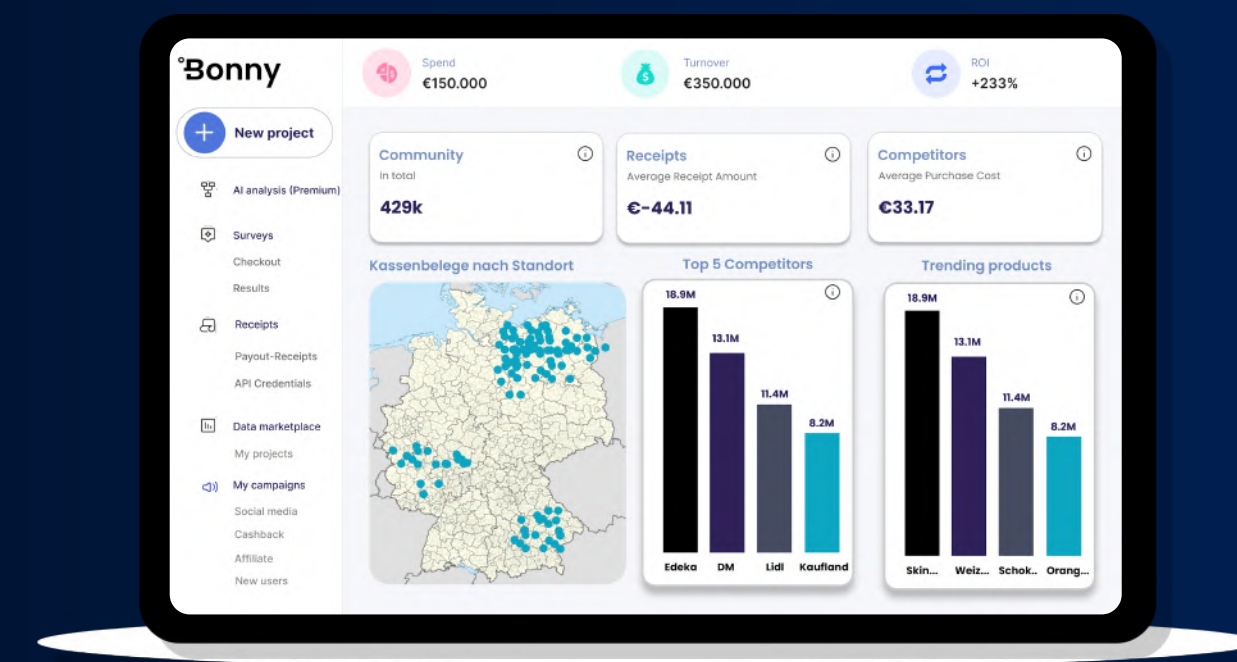 Bonny
Spend
€150.000
Turnover
€350.000
ROI
+233%
New project
AI analysis (Premium)
Surveys
Checkout
Results
Receipts
Payout-Receipts
API Credentials
Data marketplace
My projects
My campaigns
Social media
Cashback
Affiliate
New users
Community
In total
429k
Receipts
Average Receipt Amount
€-44.11
Competitors
Average Purchase Cost
€33.17
Kassenbelege nach Standort
Top 5 Competitors
18.9M
13.1M
11.4M
8.2M
Edeka DM Lidl Kaufland
Trending products
18.9M
13.1M
11.4M
8.2M
Skin... Weiz... Schok.. Orang...